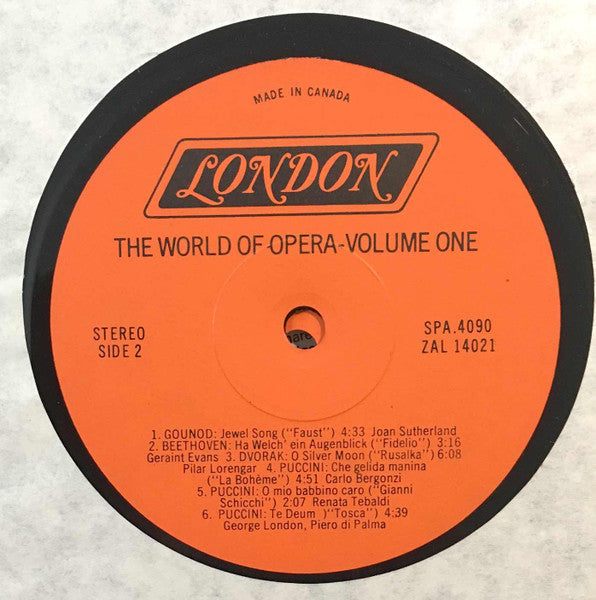 MADE IN CANADA
LONDON
THE WORLD OF OPERA-VOLUME ONE
STEREO
SIDE 2
SPA.4090
ZAL 14021
1. GOUNOD: Jewel Song ("Faust") 4:33 Joan Sutherland
2. BEETHOVEN: Ha Welch' ein Augenblick ("Fidelio") 3:16
Geraint Evans 3. DVORAK: O Silver Moon ("Rusalka") 6:08
Pilar Lorengar 4. PUCCINI: Che gelida manina
("La Bohême") 4:51 Carlo Bergonzi
5. PUCCINI: O mio babbino caro ("Gianni
Schicchi") 2:07 Renata Tebaldi
6. PUCCINI: Te Deum )"Tosca") 4:39
George London, Piero di Palma